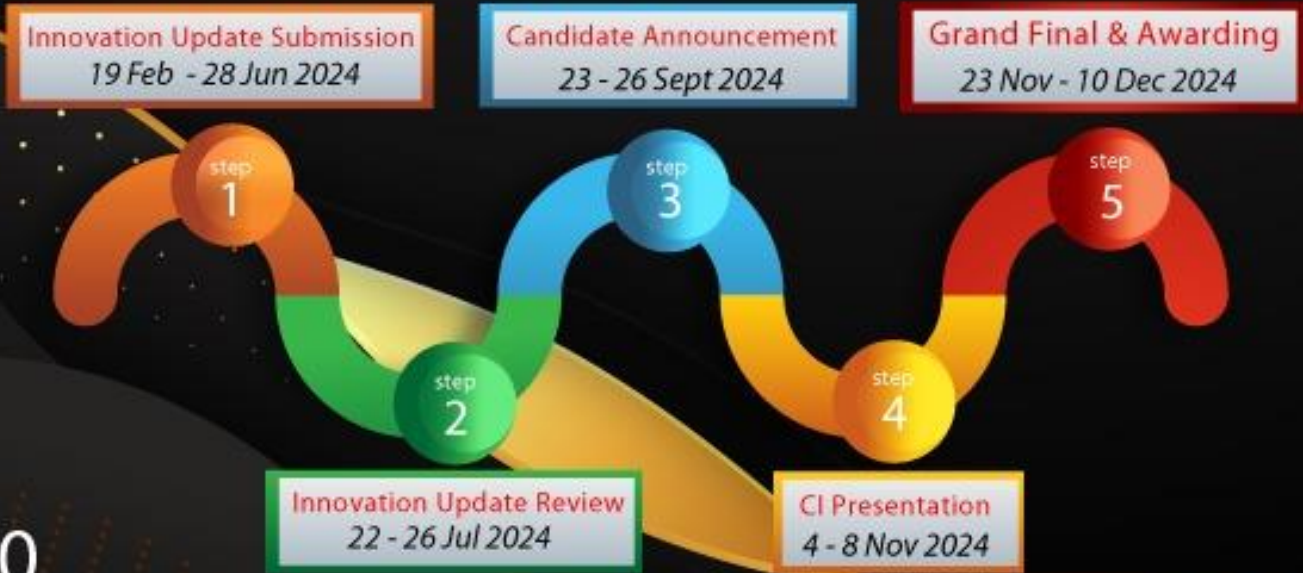 Innovation Update Submission
19 Feb - 28 Jun 2024
Candidate Announcement
23 - 26 Sept 2024
Grand Final & Awarding
23 Nov - 10 Dec 2024
step
1
step
3
step
5
step
2
step
4
Innovation Update Review
22 - 26 Jul 2024
CI Presentation
4 - 8 Nov 2024
0